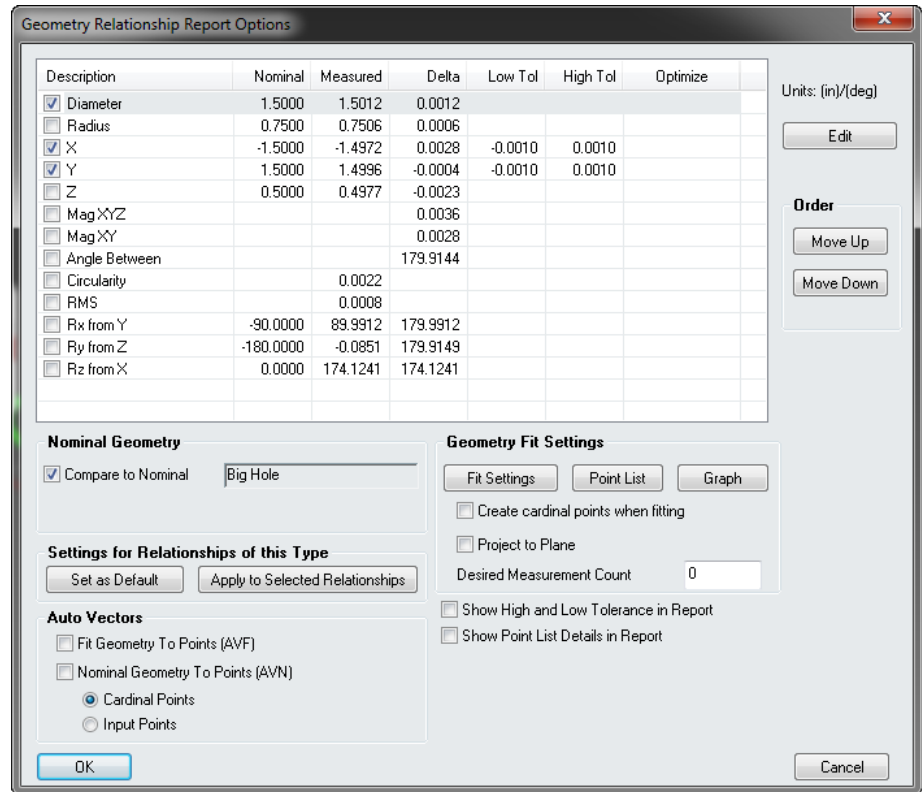 Geometry Relationship Report Options
Description Nominal Measured Delta Low Tol High Tol Optimize
Diameter 1.5000 1.5012 0.0012
Radius 0.7500 0.7506 0.0006
X -1.5000 -1.4972 0.0028 -0.0010 0.0010
Y 1.5000 1.4996 -0.0004 -0.0010 0.0010
Z 0.5000 0.4977 -0.0023
Mag XYZ 0.0036
Mag XY 0.0028
Angle Between 179.9144
Circularity 0.0022
RMS 0.0008
Rx from Y -90.0000 89.9912 179.9912
Ry from Z -180.0000 -0.0851 179.9149
Rz from X 0.0000 174.1241 174.1241
Units: (in)/(deg)
Edit
Order
Move Up
Move Down
Nominal Geometry
Compare to Nominal Big Hole
Settings for Relationships of this Type
Set as Default Apply to Selected Relationships
Auto Vectors
Fit Geometry To Points (AVF)
Nominal Geometry To Points (AVN)
Cardinal Points
Input Points
Geometry Fit Settings
Fit Settings Point List Graph
Create cardinal points when fitting
Project to Plane
Desired Measurement Count 0
Show High and Low Tolerance in Report
Show Point List Details in Report
OK Cancel